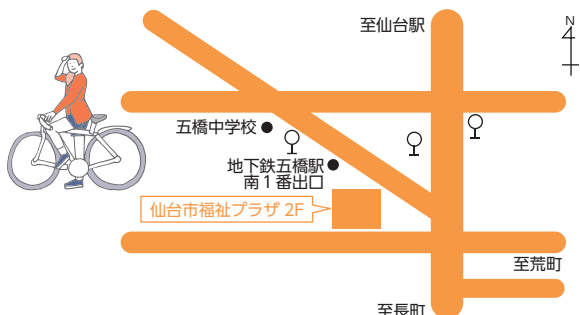 至仙台駅
N
五橋中学校
地下鉄五橋駅
南1番出口
仙台市福祉プラザ 2F
至荒町
至長町